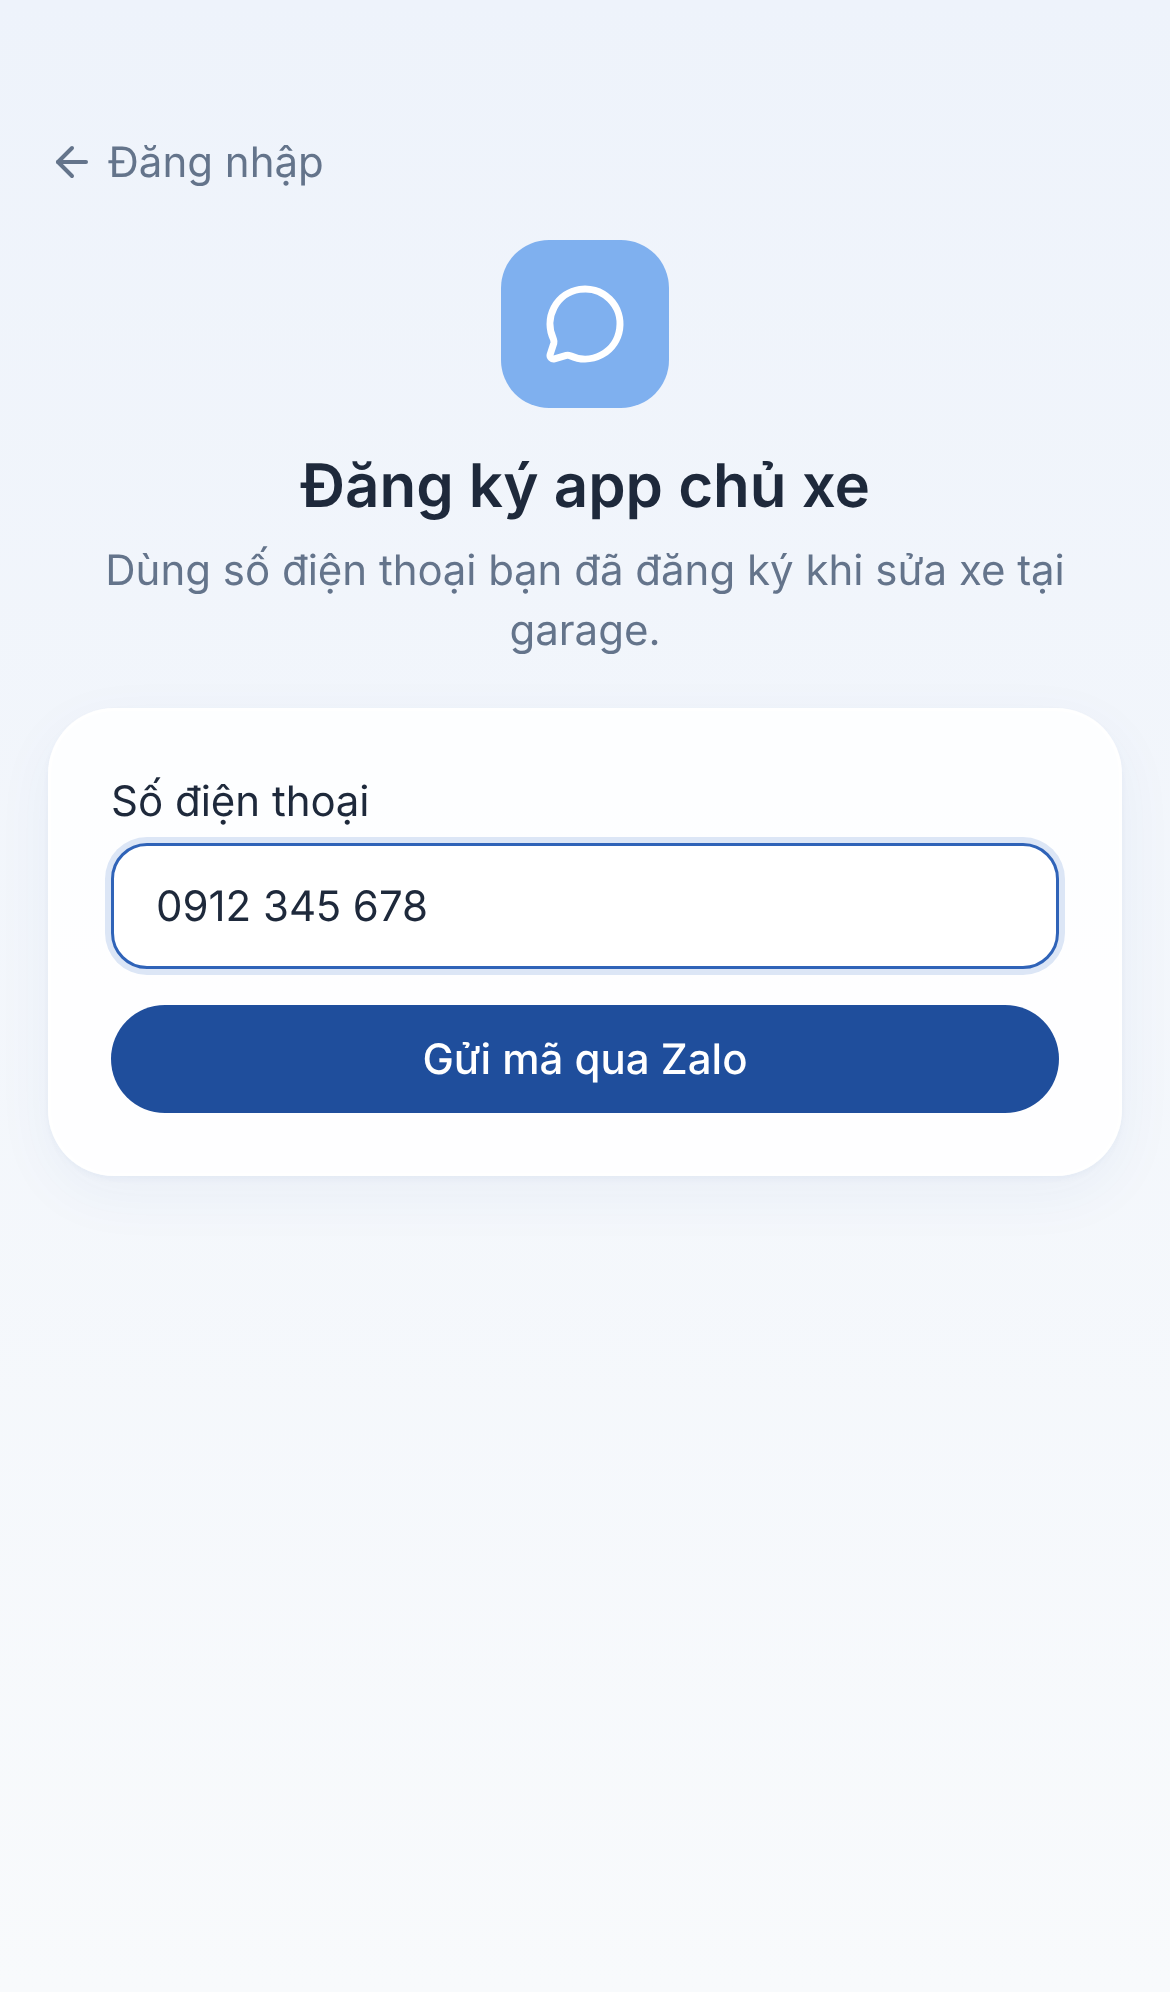 Đăng nhập
Đăng ký app chủ xe
Dùng số điện thoại bạn đã đăng ký khi sửa xe tại
garage.
Số điện thoại
0912 345 678
Gửi mã qua Zalo